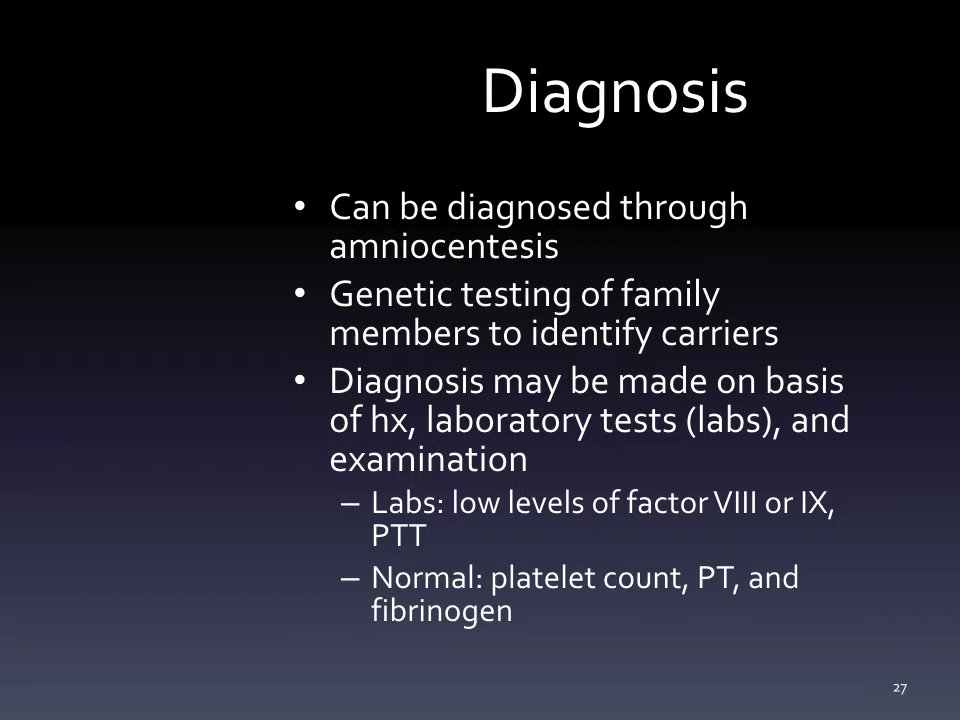 Diagnosis
• Can be diagnosed through
amniocentesis
• Genetic testing of family
members to identify carriers
• Diagnosis may be made on basis
of hx, laboratory tests (labs), and
examination
– Labs: low levels of factor VIII or IX,
PTT
– Normal: platelet count, PT, and
fibrinogen
27